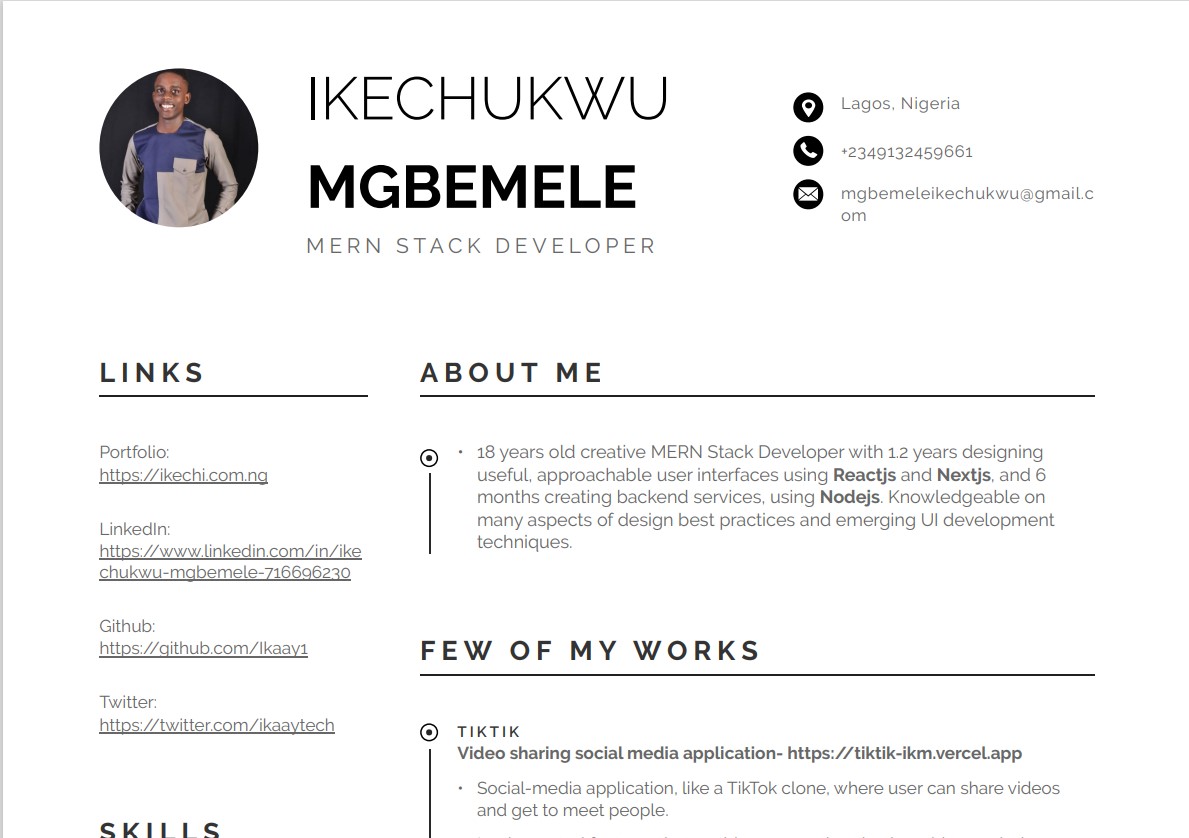 IKECHUKWU
MGBEMELE
MERN STACK DEVELOPER
Lagos, Nigeria
+2349132459661
mgbemeleikechukwu@gmail.c
om
LINKS
Portfolio:
https://ikechi.com.ng
LinkedIn:
https://www.linkedin.com/in/ike
chukwu-mgbemele-716696230
Github:
https://github.com/Ikaay1
Twitter:
https://twitter.com/ikaaytech
SKILLS
ABOUT ME
• 18 years old creative MERN Stack Developer with 1.2 years designing
useful, approachable user interfaces using Reactjs and Nextjs, and 6
months creating backend services, using Nodejs. Knowledgeable on
many aspects of design best practices and emerging UI development
techniques.
FEW OF MY WORKS
TIKTIK
Video sharing social media application- https://tiktik-ikm.vercel.app
• Social-media application, like a TikTok clone, where user can share videos
and get to meet people.